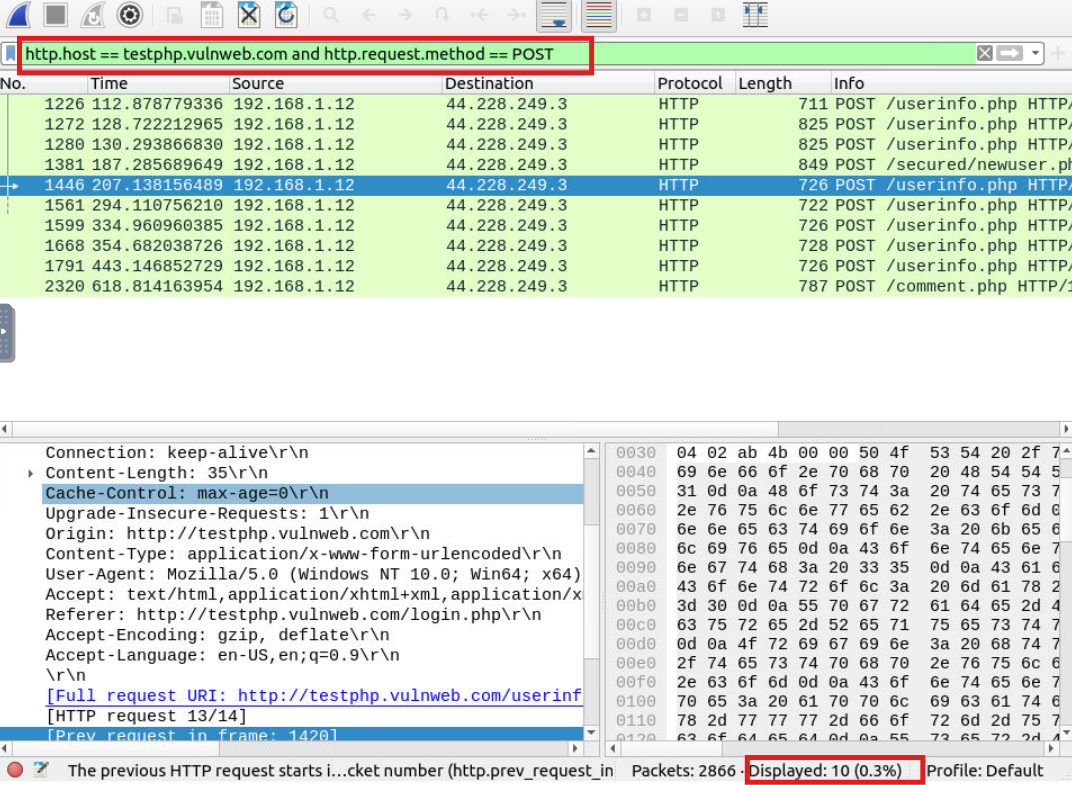 http.host == testphp.vulnweb.com and http.request.method == POST
No. Time Source Destination Protocol Length Info
1226 112.878779336 192.168.1.12 44.228.249.3 HTTP 711 POST /userinfo.php HTTP/
1272 128.722212965 192.168.1.12 44.228.249.3 HTTP 825 POST /userinfo.php HTTP/
1280 130.293866830 192.168.1.12 44.228.249.3 HTTP 825 POST /userinfo.php HTTP/
1381 187.285689649 192.168.1.12 44.228.249.3 HTTP 849 POST /secured/newuser.ph
1446 207.138156489 192.168.1.12 44.228.249.3 HTTP 726 POST /userinfo.php HTTP/
1561 294.110756210 192.168.1.12 44.228.249.3 HTTP 722 POST /userinfo.php HTTP/
1599 334.960960385 192.168.1.12 44.228.249.3 HTTP 726 POST /userinfo.php HTTP/
1668 354.682038726 192.168.1.12 44.228.249.3 HTTP 728 POST /userinfo.php HTTP/
1791 443.146852729 192.168.1.12 44.228.249.3 HTTP 726 POST /userinfo.php HTTP/
2320 618.814163954 192.168.1.12 44.228.249.3 HTTP 787 POST /comment.php HTTP/1
Connection: keep-alive\r\n
Content-Length: 35\r\n
Cache-Control: max-age=0\r\n
Upgrade-Insecure-Requests: 1\r\n
Origin: http://testphp.vulnweb.com\r\n
Content-Type: application/x-www-form-urlencoded\r\n
User-Agent: Mozilla/5.0 (Windows NT 10.0; Win64; x64)
Accept: text/html,application/xhtml+xml,application/x
Referer: http://testphp.vulnweb.com/login.php\r\n
Accept-Encoding: gzip, deflate\r\n
Accept-Language: en-US,en;q=0.9\r\n
\r\n
[Full request URI: http://testphp.vulnweb.com/userinf
[HTTP request 13/14]
[Prev request in frame: 1420]
0030 04 02 ab 4b 00 00 50 4f 53 54 20 2f 7
0040 69 6e 66 6f 2e 70 68 70 20 48 54 54 5
0050 31 0d 0a 48 6f 73 74 3a 20 74 65 73 7
0060 2e 76 75 6c 6e 77 65 62 2e 63 6f 6d 0
0070 6e 6e 65 63 74 69 6f 6e 3a 20 6b 65 6
0080 6c 69 76 65 0d 0a 43 6f 6e 74 65 6e 7
0090 6e 67 74 68 3a 20 33 35 0d 0a 43 61 6
00a0 43 6f 6e 74 72 6f 6c 3a 20 6d 61 78 2
00b0 3d 30 0d 0a 55 70 67 72 61 64 65 2d 4
00c0 63 75 72 65 2d 52 65 71 75 65 73 74 7
00d0 0d 0a 4f 72 69 67 69 6e 3a 20 68 74 7
00e0 2f 74 65 73 74 70 68 70 2e 76 75 6c 6
00f0 2e 63 6f 6d 0d 0a 43 6f 6e 74 65 6e 7
0100 70 65 3a 20 61 70 70 6c 69 63 61 74 6
0110 78 2d 77 77 77 2d 66 6f 72 6d 2d 75 7
0120 63 6f 64 65 64 0d 0a 55 73 65 72 2d 4
The previous HTTP request starts i…cket number (http.prev_request_in Packets: 2866 · Displayed: 10 (0.3%) Profile: Default